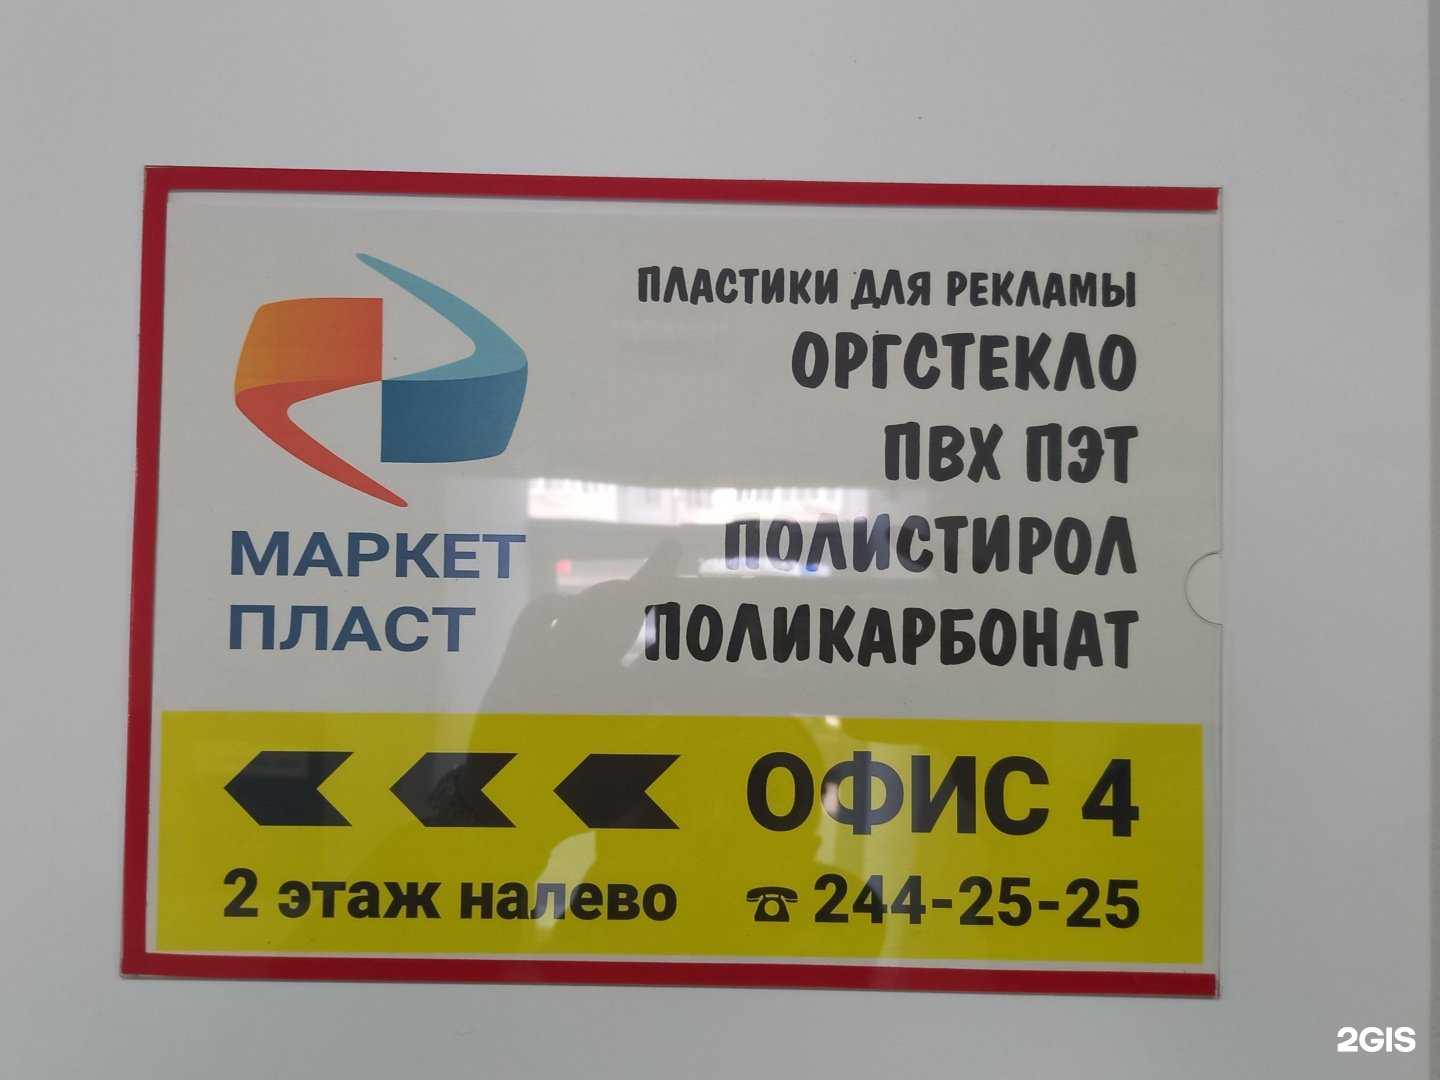 МАРКЕТ
ПЛАСТ
ПЛАСТИКИ ДЛЯ РЕКЛАМЫ
ОРГСТЕКЛО
ПВХ ПЭТ
ПОЛИСТИРОЛ
ПОЛИКАРБОНАТ
ОФИС 4
2 этаж налево
244-25-25
2GIS